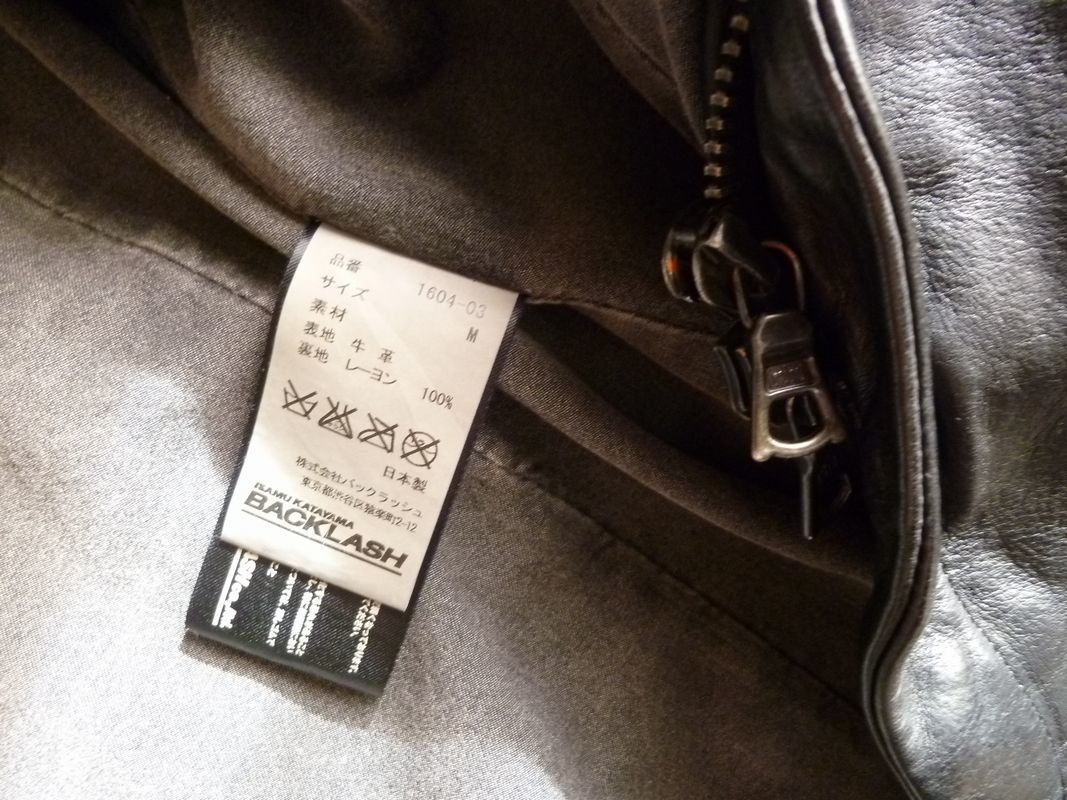 品番 1604-03
サイズ M
素材
表地 牛 革
裏地 レーヨン 100%
日本製
株式会社バックラッシュ
東京都渋谷区猿楽町2-12
ISAMU KATAYAMA
BACKLASH